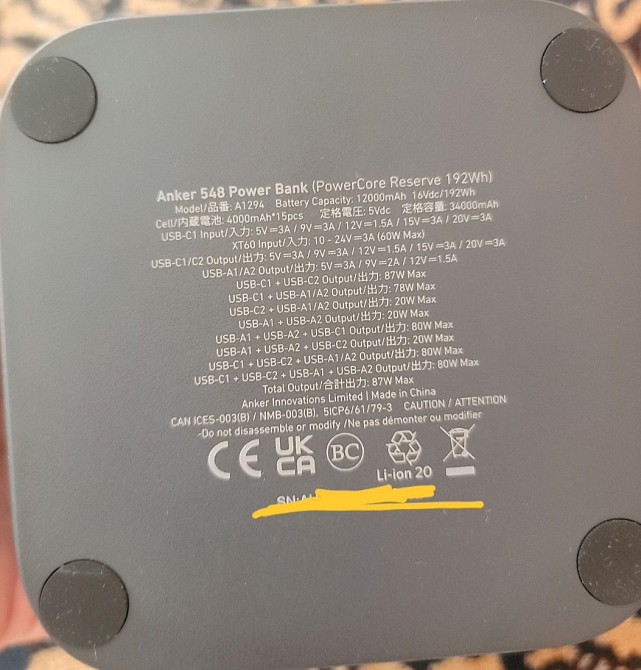 Anker 548 Power Bank (PowerCore Reserve 192Wh)
Model/品番: A1294 Battery Capacity: 12000mAh 16Vdc/192Wh
Cell/内蔵電池: 4000mAh*15pcs 定格電圧: 5Vdc 定格容量: 34000mAh
USB-C1 Input/入力: 5V⎓3A / 9V⎓3A / 12V⎓1.5A / 15V⎓3A / 20V⎓3A
XT60 Input/入力: 10 - 24V⎓3A (60W Max)
USB-C1/C2 Output/出力: 5V⎓3A / 9V⎓3A / 12V⎓1.5A / 15V⎓3A / 20V⎓3A
USB-A1/A2 Output/出力: 5V⎓3A / 9V⎓2A / 12V⎓1.5A
USB-C1 + USB-C2 Output/出力: 87W Max
USB-C1 + USB-A1/A2 Output/出力: 78W Max
USB-C2 + USB-A1/A2 Output/出力: 20W Max
USB-A1 + USB-A2 Output/出力: 20W Max
USB-A1 + USB-A2 + USB-C1 Output/出力: 80W Max
USB-A1 + USB-A2 + USB-C2 Output/出力: 20W Max
USB-C1 + USB-C2 + USB-A1/A2 Output/出力: 80W Max
USB-C1 + USB-C2 + USB-A1 + USB-A2 Output/出力: 80W Max
Total Output/合計出力: 87W Max
Anker Innovations Limited | Made in China
CAN ICES-003(B) / NMB-003(B), 5ICP6/61/79-3 CAUTION / ATTENTION
-Do not disassemble or modify /Ne pas démonter ou modifier
CE UK CA BC
Li-ion 20
SN: